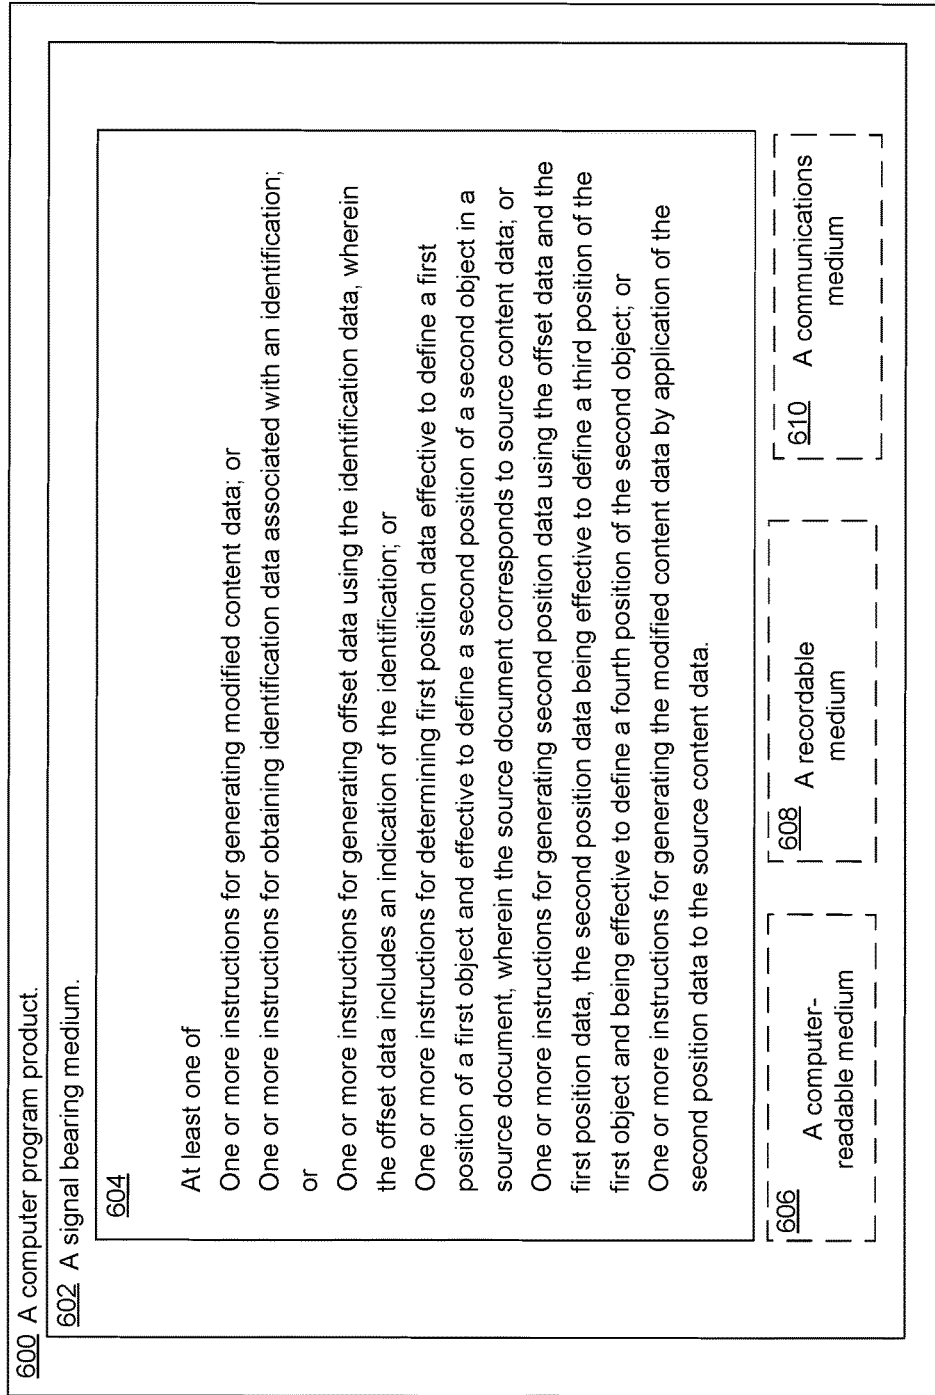 600 A computer program product.
602 A signal bearing medium.
604
At least one of
One or more instructions for generating modified content data; or
One or more instructions for obtaining identification data associated with an identification;
or
One or more instructions for generating offset data using the identification data, wherein
the offset data includes an indication of the identification; or
One or more instructions for determining first position data effective to define a first
position of a first object and effective to define a second position of a second object in a
source document, wherein the source document corresponds to source content data; or
One or more instructions for generating second position data using the offset data and the
first position data, the second position data being effective to define a third position of the
first object and being effective to define a fourth position of the second object; or
One or more instructions for generating the modified content data by application of the
second position data to the source content data.
606 A computer-
readable medium
608 A recordable
medium
610 A communications
medium